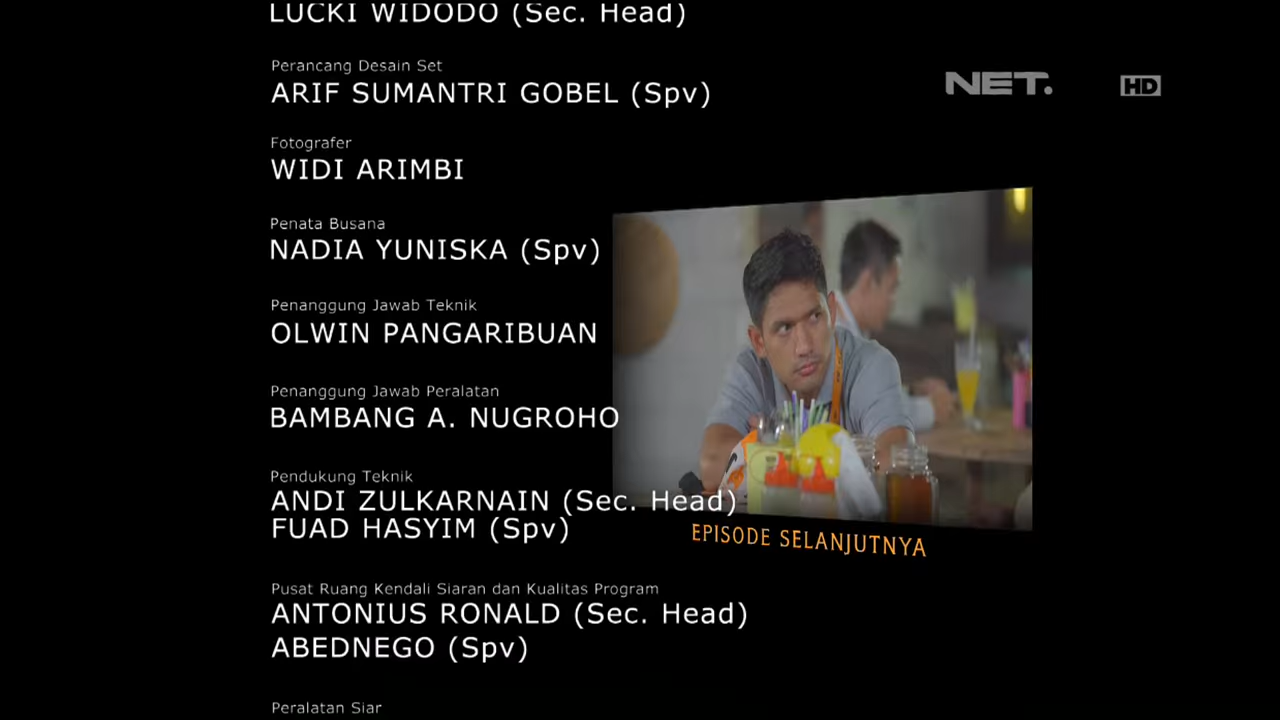 LUCKI WIDODO (Sec. Head)
Perancang Desain Set
ARIF SUMANTRI GOBEL (Spv)
NET.
HD
Fotografer
WIDI ARIMBI
Penata Busana
NADIA YUNISKA (Spv)
Penanggung Jawab Teknik
OLWIN PANGARIBUAN
Penanggung Jawab Peralatan
BAMBANG A. NUGROHO
Pendukung Teknik
ANDI ZULKARNAIN (Sec. Head)
FUAD HASYIM (Spv)
EPISODE SELANJUTNYA
Pusat Ruang Kendali Siaran dan Kualitas Program
ANTONIUS RONALD (Sec. Head)
ABEDNEGO (Spv)
Peralatan Siar